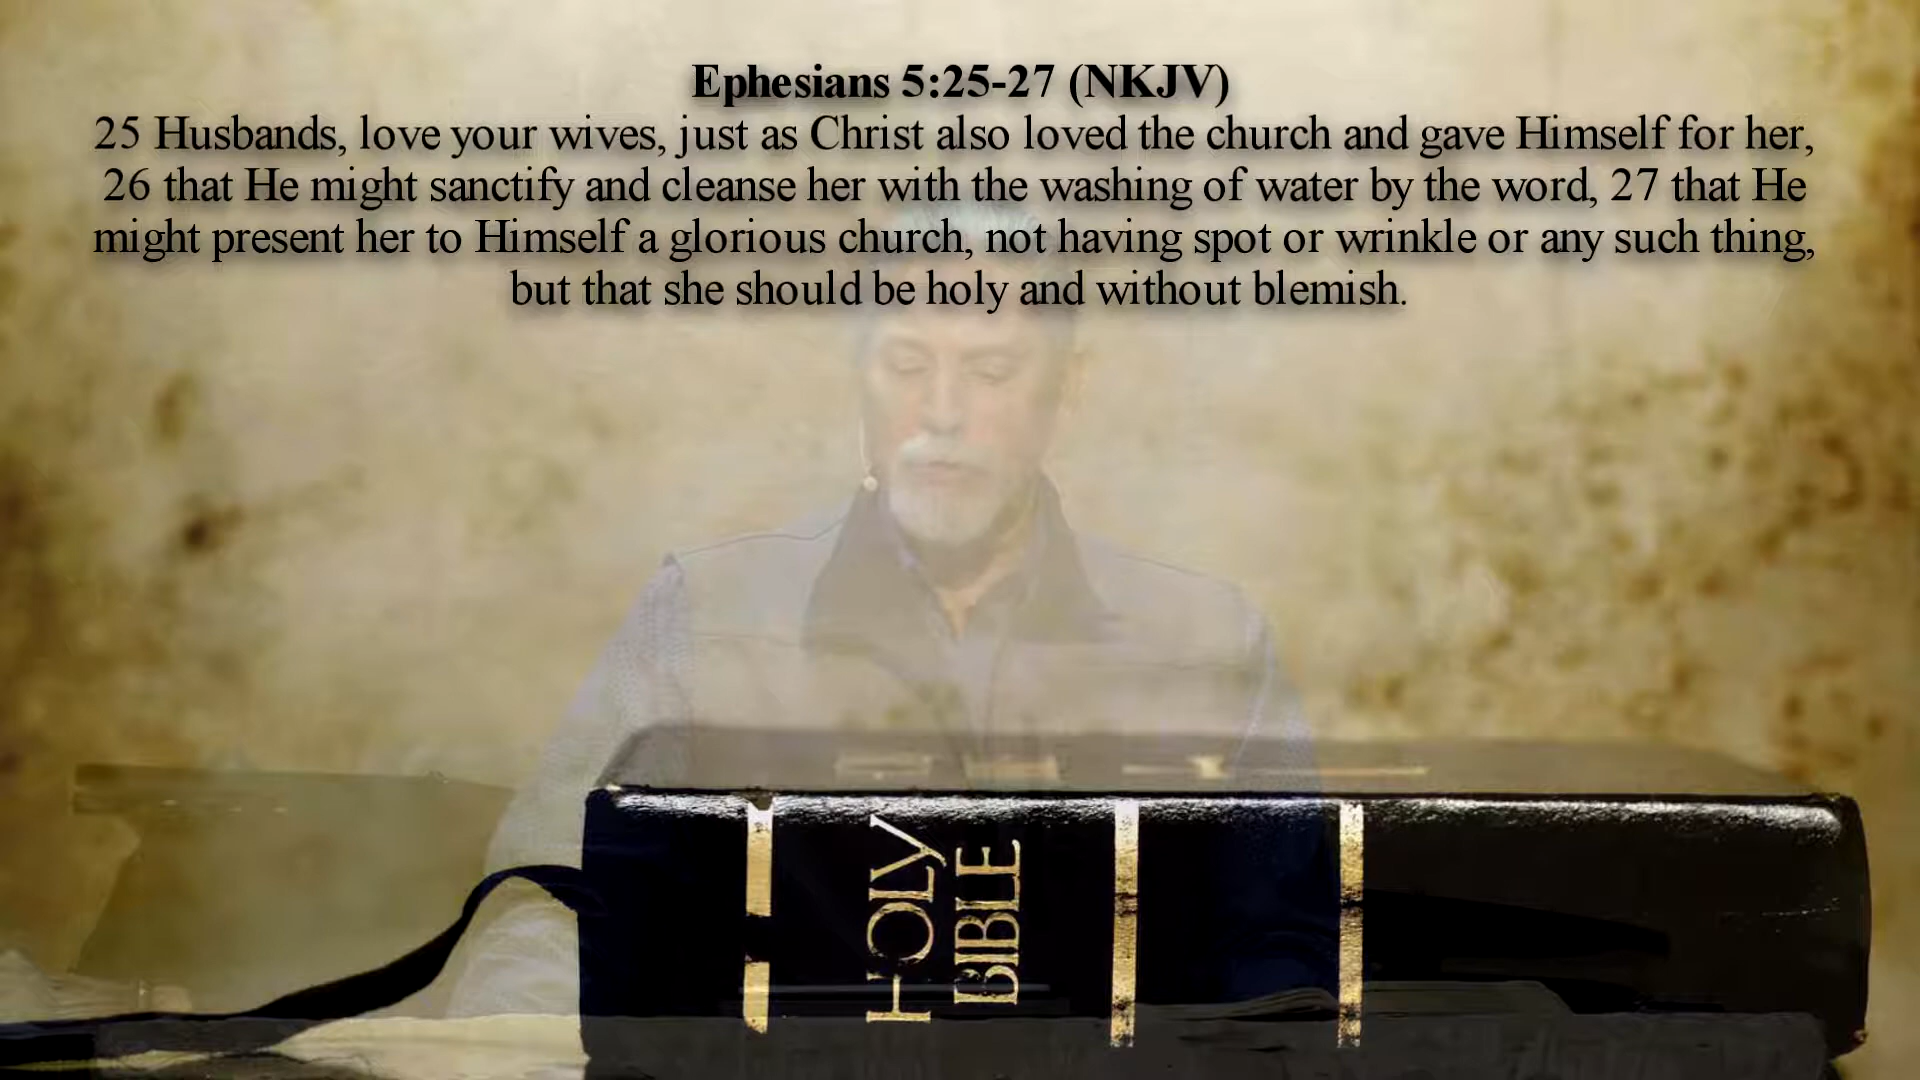 Ephesians 5:25-27 (NKJV)
25 Husbands, love your wives, just as Christ also loved the church and gave Himself for her,
26 that He might sanctify and cleanse her with the washing of water by the word, 27 that He
might present her to Himself a glorious church, not having spot or wrinkle or any such thing,
but that she should be holy and without blemish.
HOLY
BIBLE